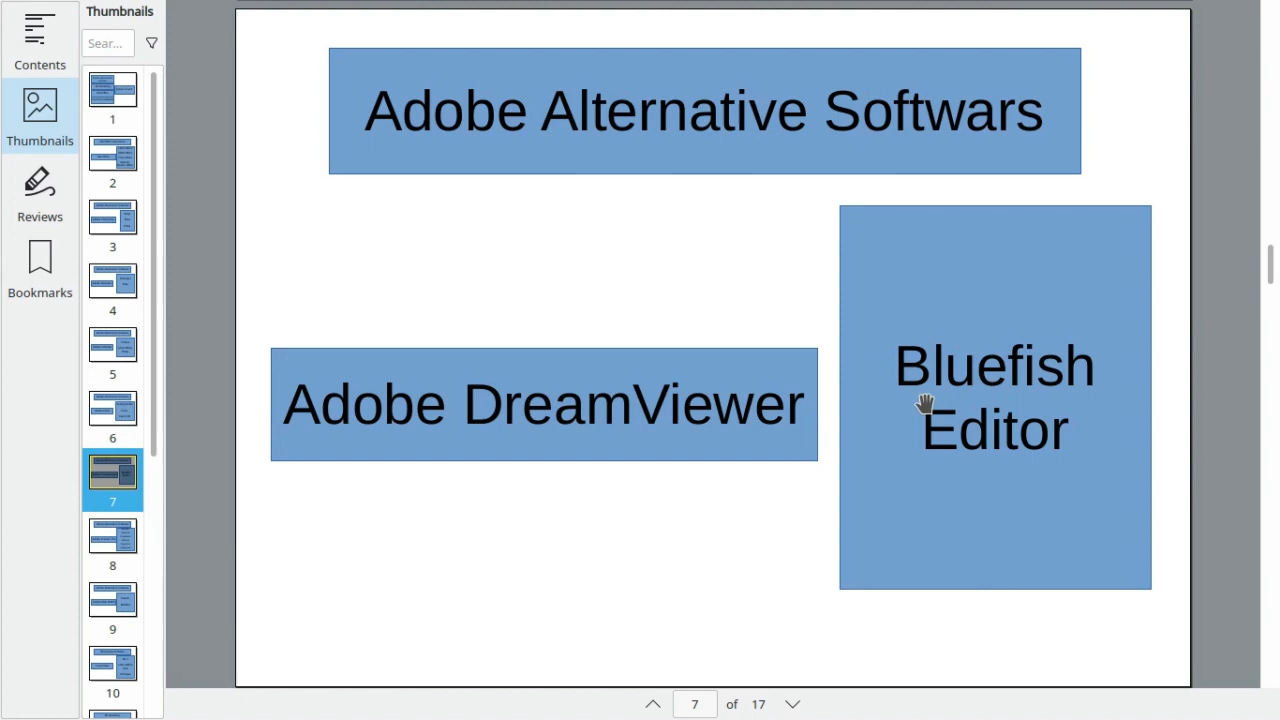 Thumbnails
Sear...
Contents
Thumbnails
Reviews
Bookmarks
1
2
3
4
5
6
7
8
9
10
Adobe Alternative Softwars
Adobe DreamViewer
Bluefish
Editor
7 of 17